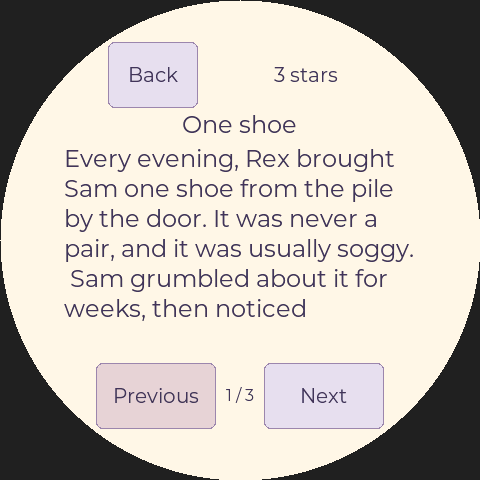 Back
3 stars
One shoe
Every evening, Rex brought
Sam one shoe from the pile
by the door. It was never a
pair, and it was usually soggy.
Sam grumbled about it for
weeks, then noticed
Previous
1 / 3
Next